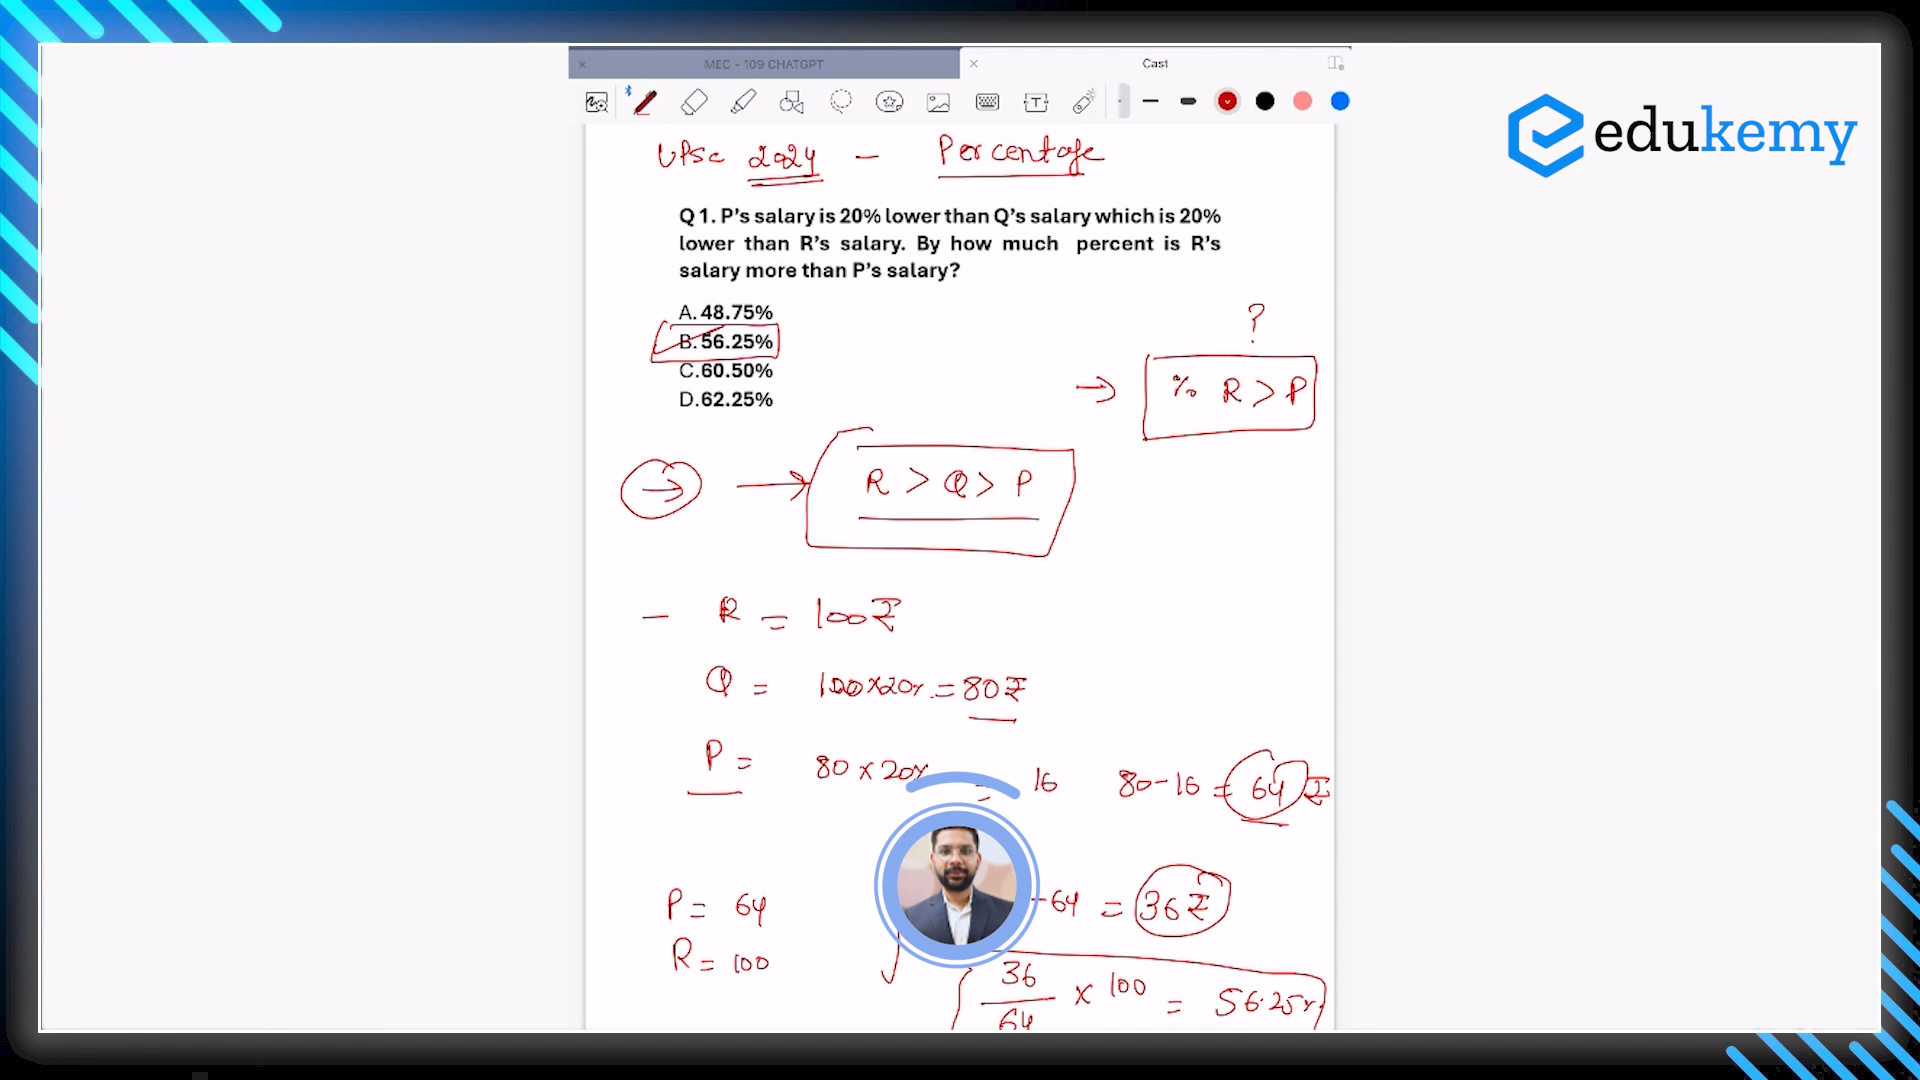 MEC - 109 CHATGPT
Cast
edukemy
UPSC 2024 - Percentage
Q 1. P's salary is 20% lower than Q's salary which is 20%
lower than R's salary. By how much percent is R's
salary more than P's salary?
A. 48.75%
B. 56.25%
C. 60.50%
D. 62.25%
?
→ % R > P
→ → R > Q > P
- R = 100₹
Q = 100×20% = 80₹
P = 80 × 20% = 16 80-16 = 64₹
P = 64
-64 = 36₹
R = 100
36/64 × 100 = 56.25%